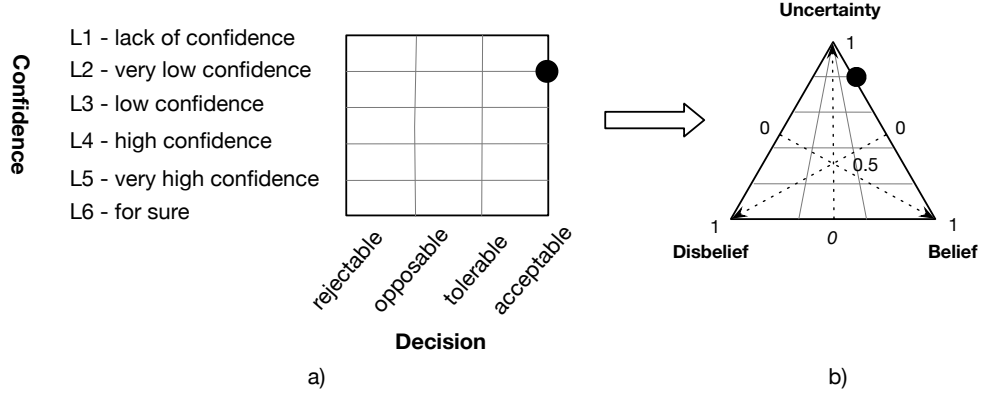 Confidence
L1 - lack of confidence
L2 - very low confidence
L3 - low confidence
L4 - high confidence
L5 - very high confidence
L6 - for sure
rejectable
opposable
tolerable
acceptable
Decision
a)
Uncertainty
1
0
0
0.5
1
1
0
Disbelief
Belief
b)